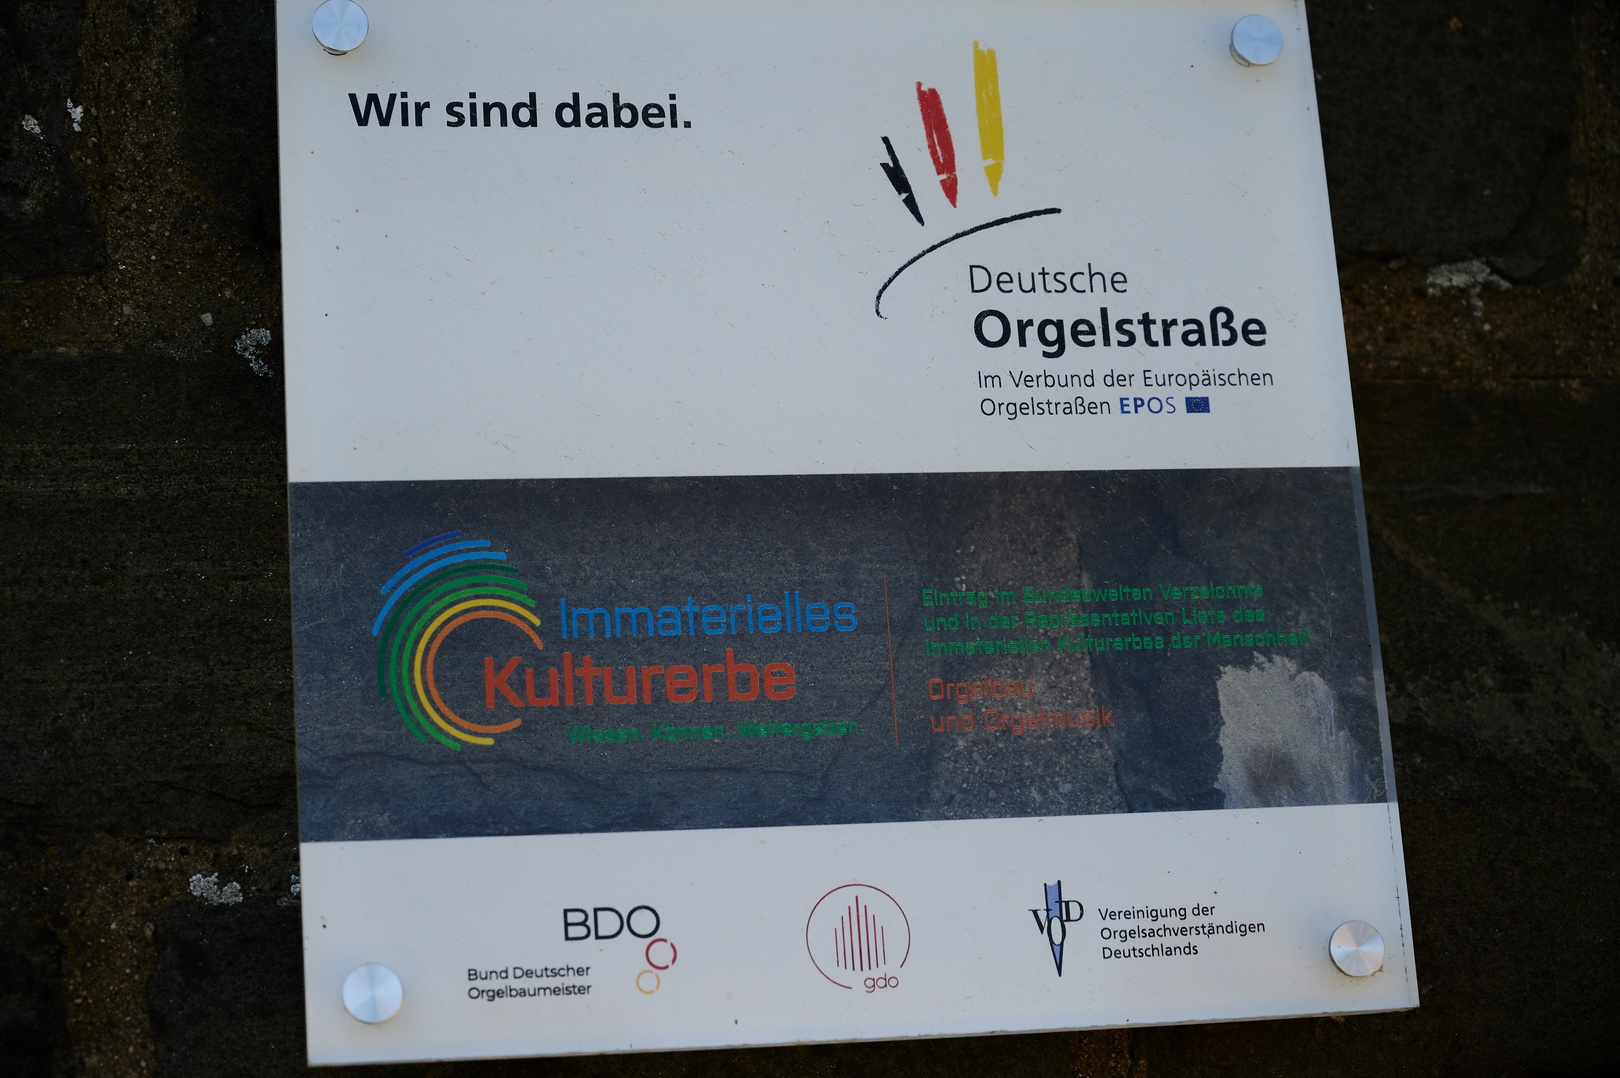 Wir sind dabei.
Deutsche
Orgelstraße
Im Verbund der Europäischen
Orgelstraßen EPOS
Immaterielles
Kulturerbe
Wissen. Können. Weitergeben.
Eintrag im Bundesweiten Verzeichnis
und in der Repräsentativen Liste des
Immateriellen Kulturerbes der Menschheit
Orgelbau
und Orgelmusik
BDO
Bund Deutscher
Orgelbaumeister
gdo
VOD
Vereinigung der
Orgelsachverständigen
Deutschlands